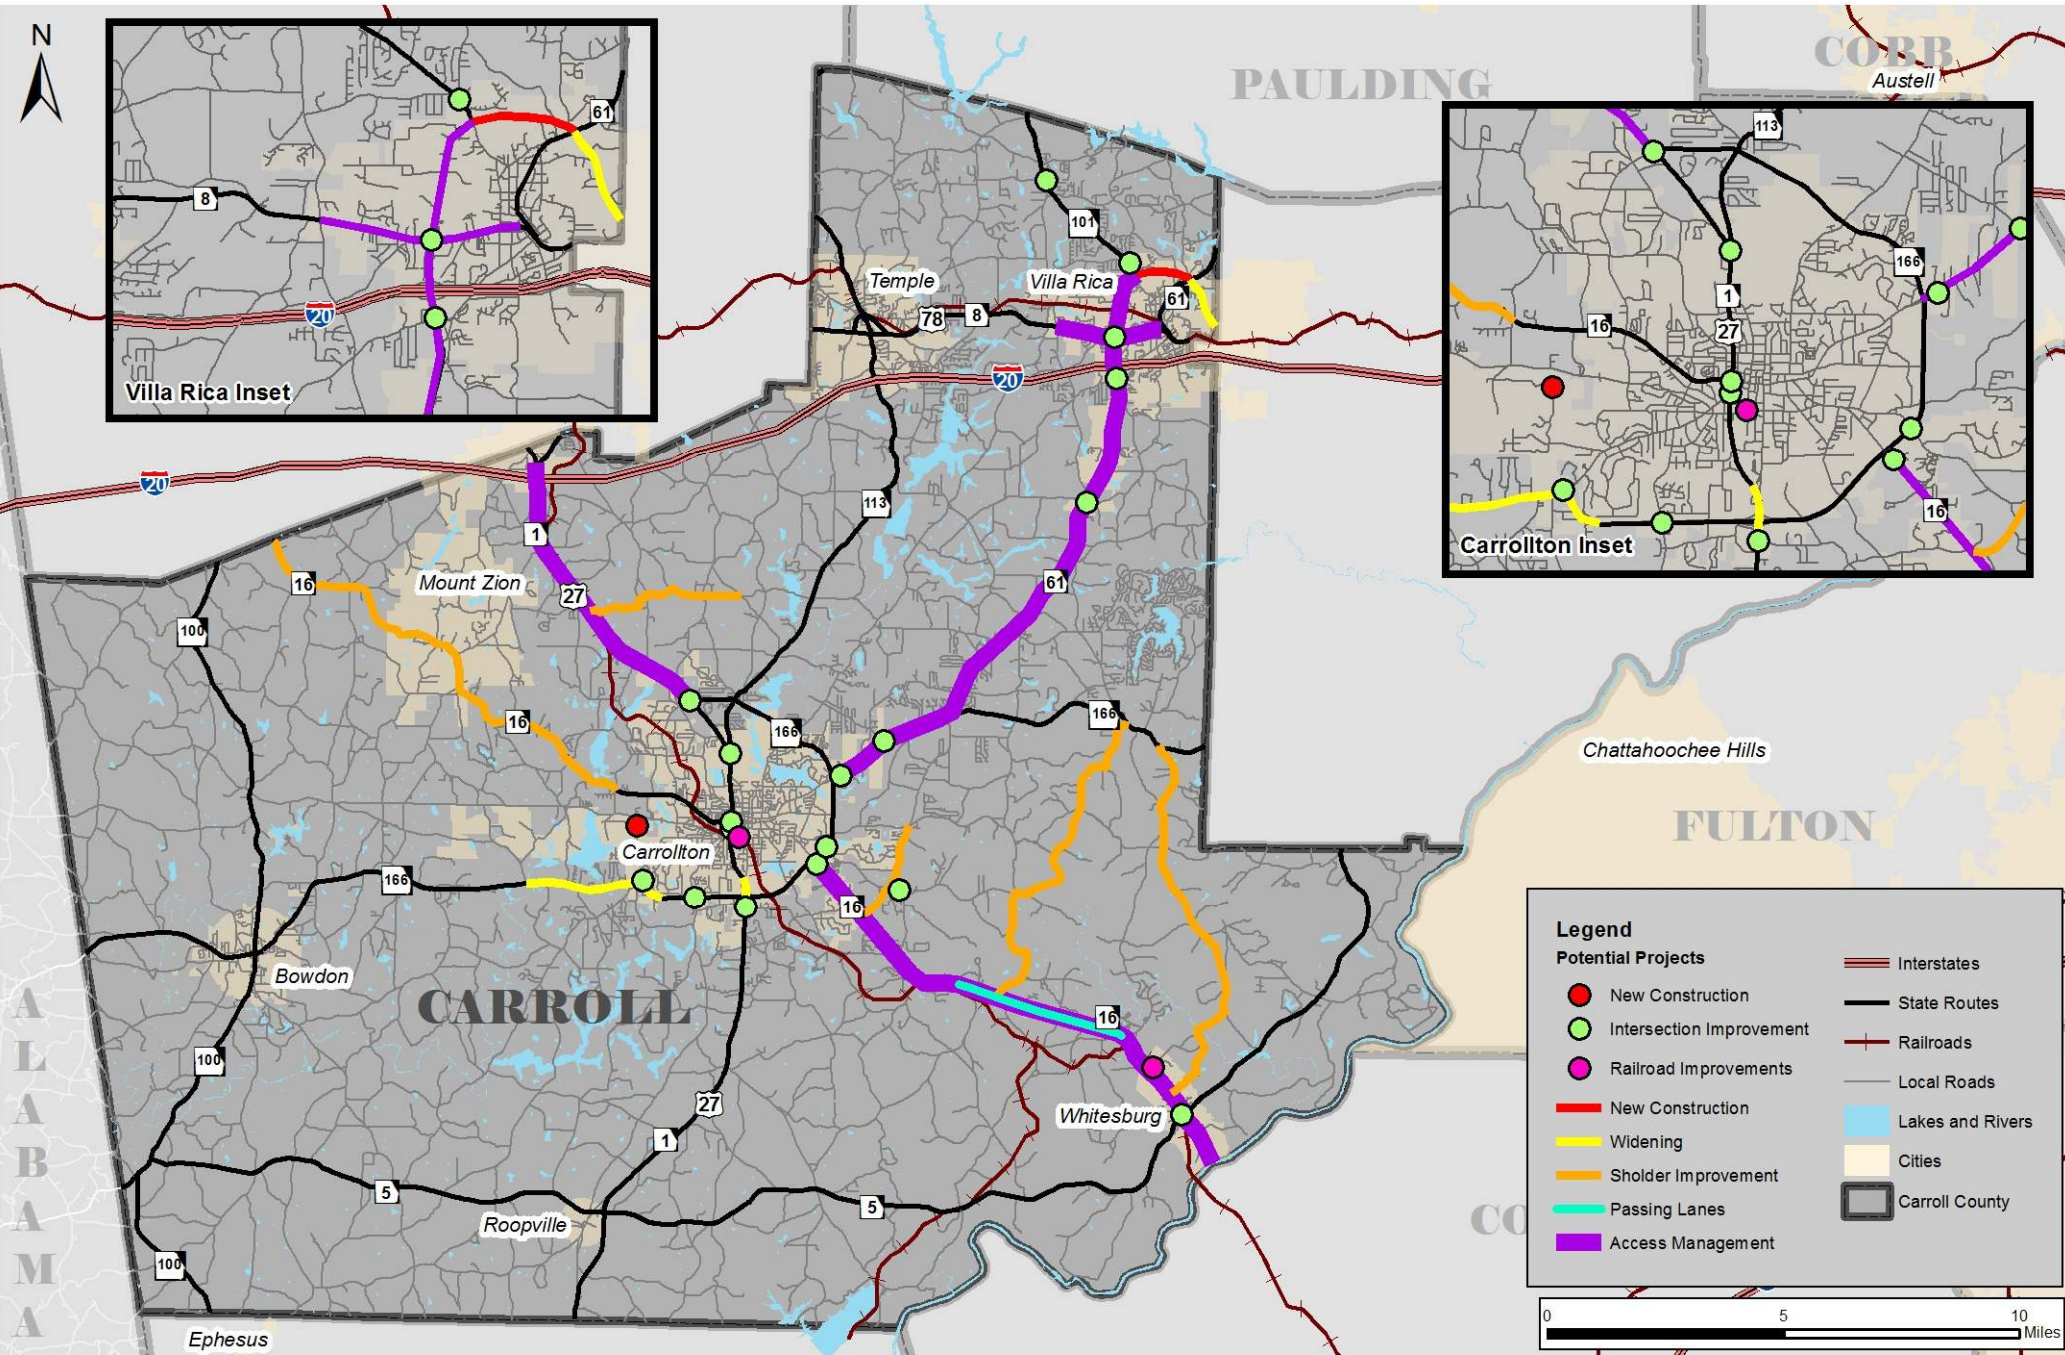 N
61
8
20
Villa Rica Inset
PAULDING
COBB
Austell
113
166
1
27
16
16
Carrollton Inset
101
Temple
Villa Rica
61
78
8
20
20
113
1
Mount Zion
16
27
61
100
16
166
166
Chattahoochee Hills
FULTON
Carrollton
166
16
Bowdon
CARROLL
16
100
27
Whitesburg
1
5
5
Roopville
100
Ephesus
ALABAMA
CO
Legend
Potential Projects
New Construction
Intersection Improvement
Railroad Improvements
New Construction
Widening
Sholder Improvement
Passing Lanes
Access Management
Interstates
State Routes
Railroads
Local Roads
Lakes and Rivers
Cities
Carroll County
0 5 10
Miles